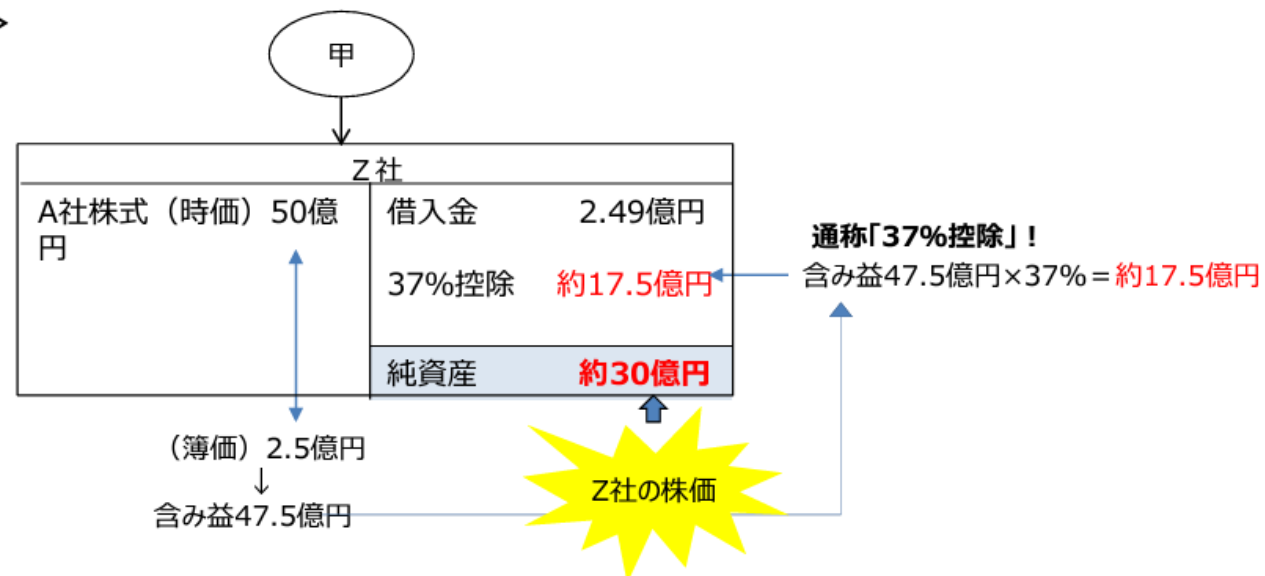 甲
Z社
A社株式（時価）50億
円
借入金 2.49億円
37%控除 約17.5億円
純資産 約30億円
通称「37%控除」！
含み益47.5億円×37%＝約17.5億円
（簿価）2.5億円
↓
含み益47.5億円
Z社の株価